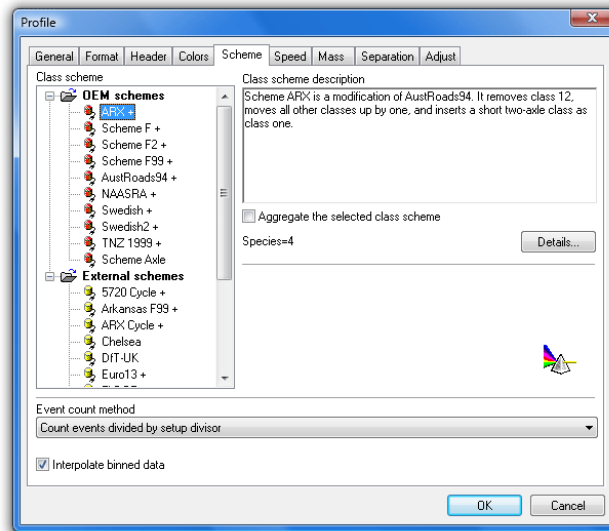 Profile
General Format Header Colors Scheme Speed Mass Separation Adjust
Class scheme
OEM schemes
ARX +
Scheme F +
Scheme F2 +
Scheme F99 +
AustRoads94 +
NAASRA +
Swedish +
Swedish2 +
TNZ 1999 +
Scheme Axle
External schemes
5720 Cycle +
Arkansas F99 +
ARX Cycle +
Chelsea
DfT-UK
Euro13 +
Class scheme description
Scheme ARX is a modification of AustRoads94. It removes class 12,
moves all other classes up by one, and inserts a short two-axle class as
class one.
Aggregate the selected class scheme
Species=4
Details...
Event count method
Count events divided by setup divisor
Interpolate binned data
OK Cancel